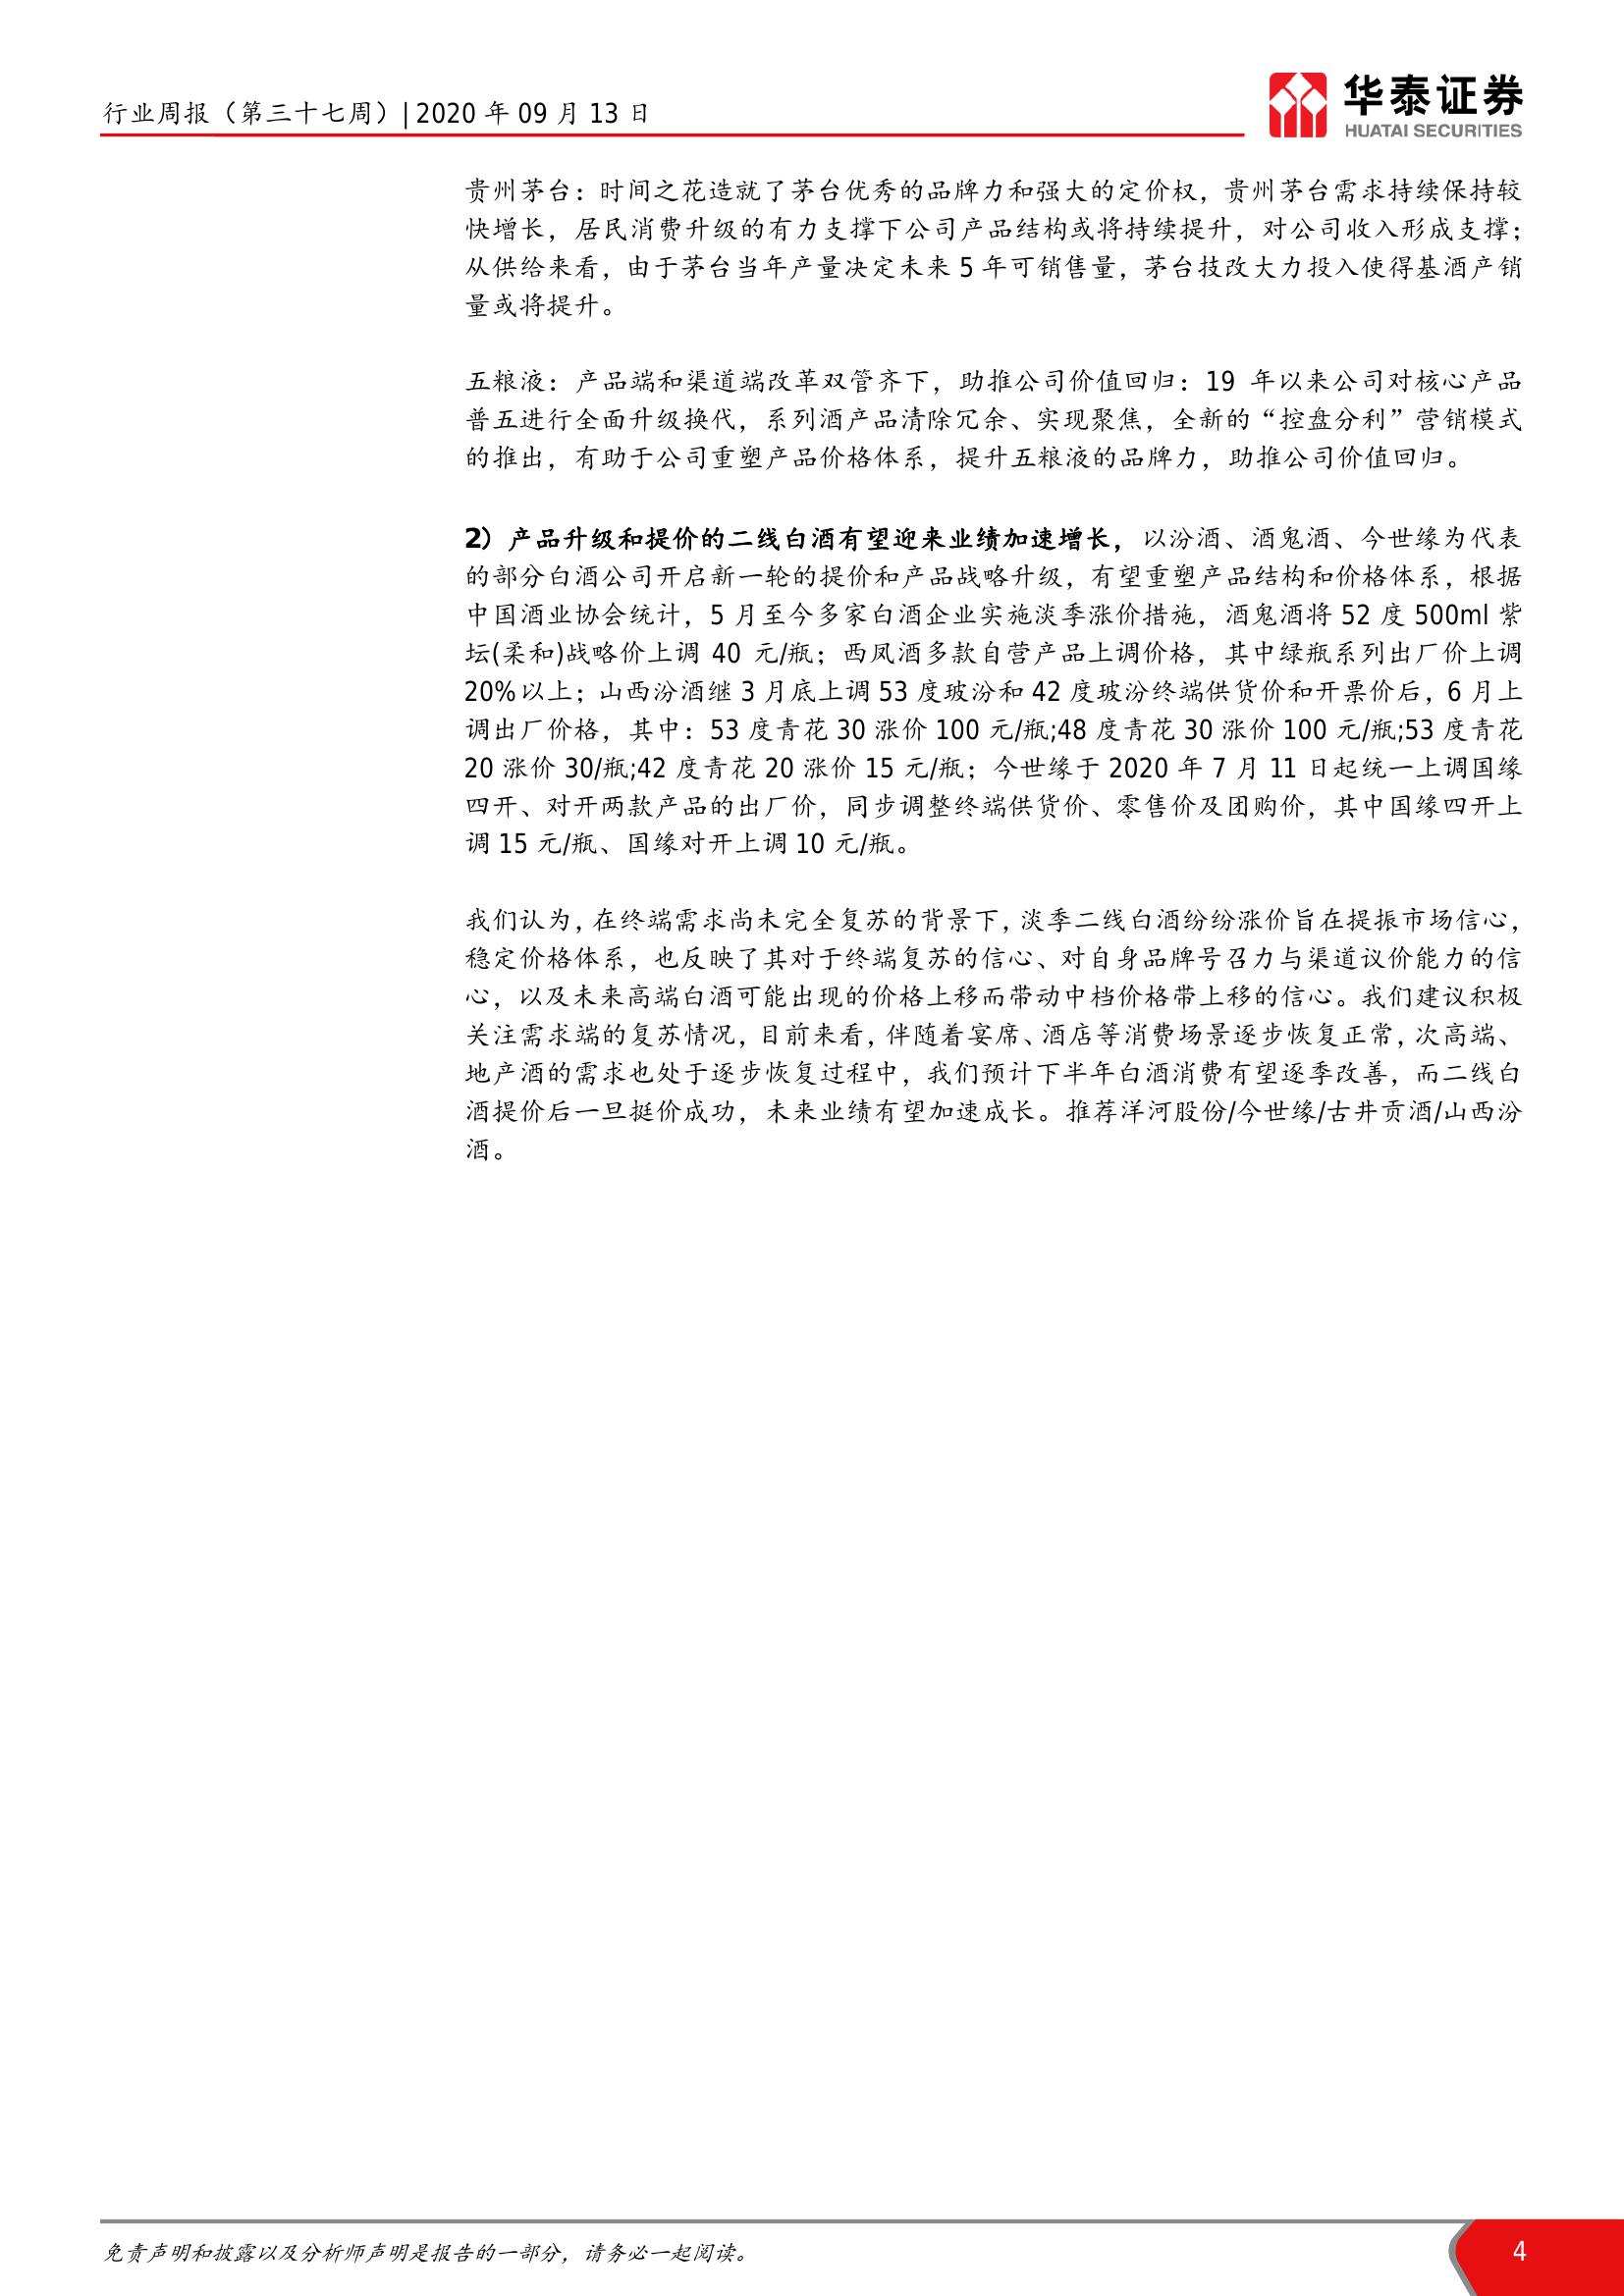 行业周报（第三十七周）| 2020 年 09 月 13 日
华泰证券
HUATAI SECURITIES
贵州茅台：时间之花造就了茅台优秀的品牌力和强大的定价权，贵州茅台需求持续保持较
快增长，居民消费升级的有力支撑下公司产品结构或将持续提升，对公司收入形成支撑；
从供给来看，由于茅台当年产量决定未来 5 年可销售量，茅台技改大力投入使得基酒产销
量或将提升。
五粮液：产品端和渠道端改革双管齐下，助推公司价值回归：19 年以来公司对核心产品
普五进行全面升级换代，系列酒产品清除冗余、实现聚焦，全新的“控盘分利”营销模式
的推出，有助于公司重塑产品价格体系，提升五粮液的品牌力，助推公司价值回归。
2）产品升级和提价的二线白酒有望迎来业绩加速增长，以汾酒、酒鬼酒、今世缘为代表
的部分白酒公司开启新一轮的提价和产品战略升级，有望重塑产品结构和价格体系，根据
中国酒业协会统计，5 月至今多家白酒企业实施淡季涨价措施，酒鬼酒将 52 度 500ml 紫
坛(柔和)战略价上调 40 元/瓶；西凤酒多款自营产品上调价格，其中绿瓶系列出厂价上调
20%以上；山西汾酒继 3 月底上调 53 度玻汾和 42 度玻汾终端供货价和开票价后，6 月上
调出厂价格，其中：53 度青花 30 涨价 100 元/瓶;48 度青花 30 涨价 100 元/瓶;53 度青花
20 涨价 30/瓶;42 度青花 20 涨价 15 元/瓶；今世缘于 2020 年 7 月 11 日起统一上调国缘
四开、对开两款产品的出厂价，同步调整终端供货价、零售价及团购价，其中国缘四开上
调 15 元/瓶、国缘对开上调 10 元/瓶。
我们认为，在终端需求尚未完全复苏的背景下，淡季二线白酒纷纷涨价旨在提振市场信心，
稳定价格体系，也反映了其对于终端复苏的信心、对自身品牌号召力与渠道议价能力的信
心，以及未来高端白酒可能出现的价格上移而带动中档价格带上移的信心。我们建议积极
关注需求端的复苏情况，目前来看，伴随着宴席、酒店等消费场景逐步恢复正常，次高端、
地产酒的需求也处于逐步恢复过程中，我们预计下半年白酒消费有望逐季改善，而二线白
酒提价后一旦挺价成功，未来业绩有望加速成长。推荐洋河股份/今世缘/古井贡酒/山西汾
酒。
免责声明和披露以及分析师声明是报告的一部分，请务必一起阅读。
4